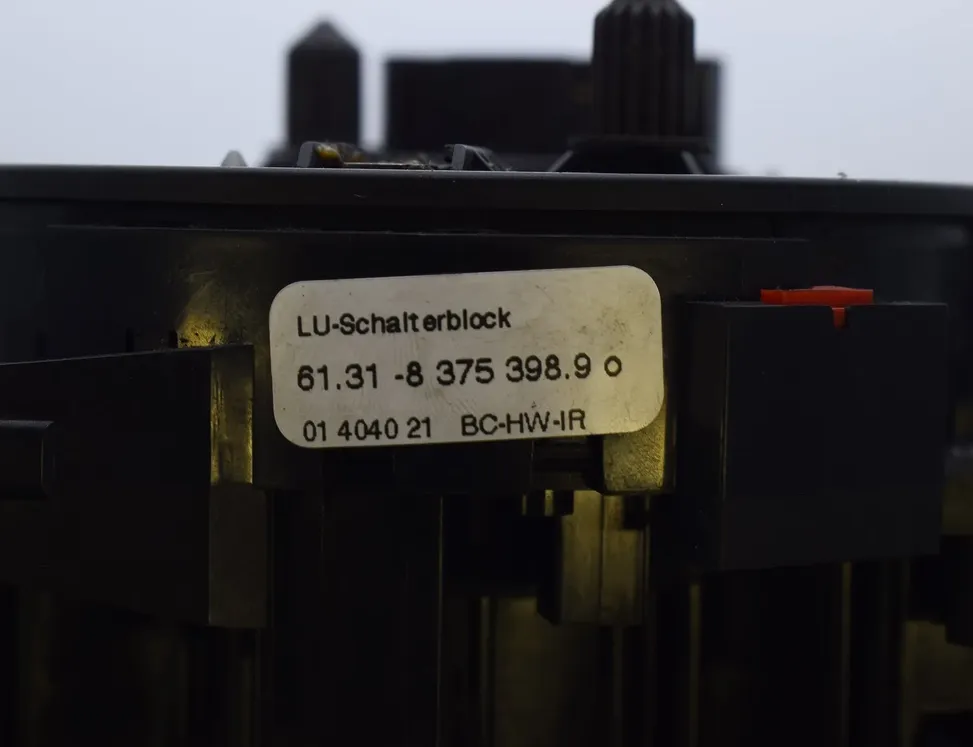 LU-Schalterblock
61.31 -8 375 398.9 o
01 4040 21 BC-HW-IR